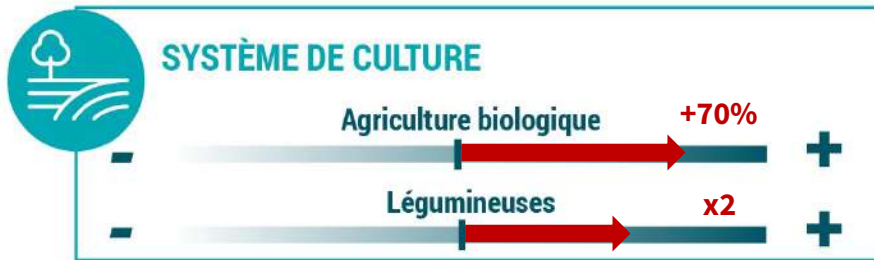 SYSTÈME DE CULTURE
Agriculture biologique +70%
- +
Légumineuses x2
- +